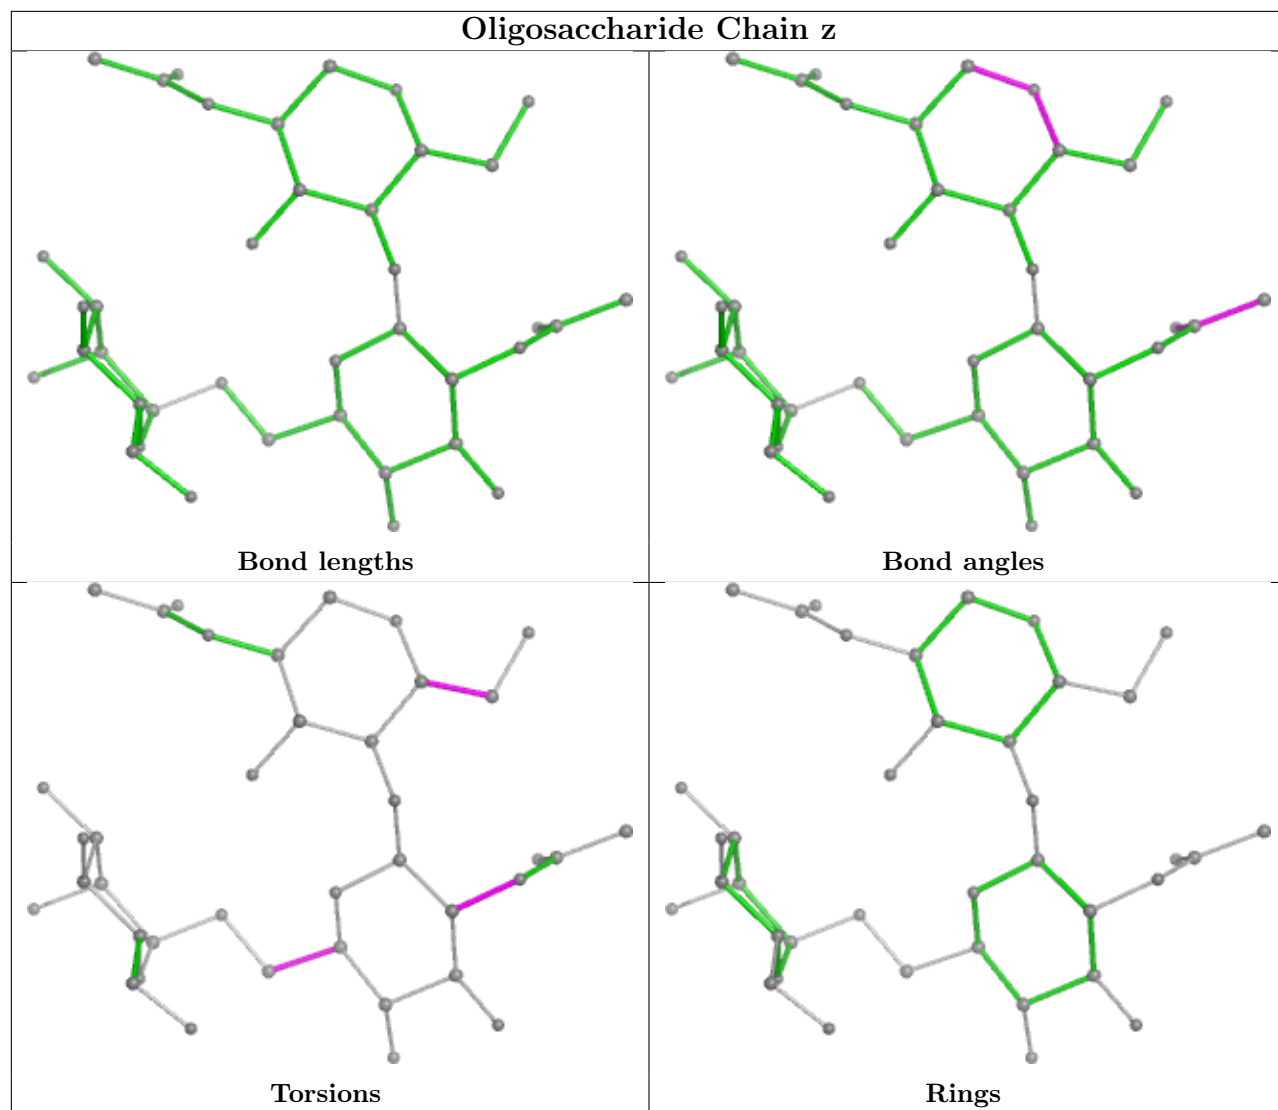 Oligosaccharide Chain z
Bond lengths
Bond angles
Torsions
Rings